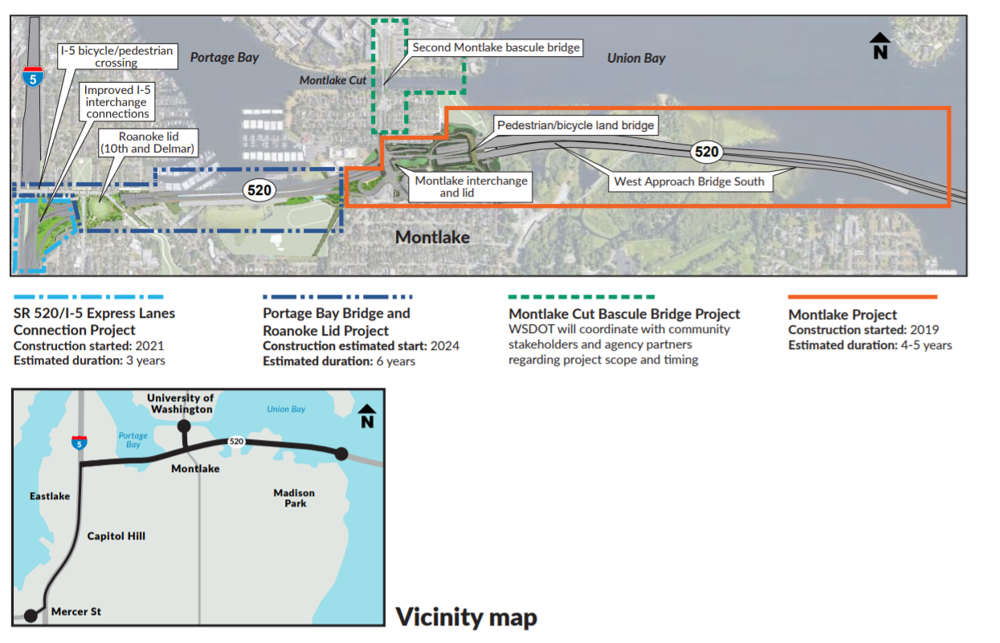 I-5 bicycle/pedestrian
crossing
Portage Bay
Second Montlake bascule bridge
Union Bay
N
5
Montlake Cut
Improved I-5
interchange
connections
Pedestrian/bicycle land bridge
Roanoke lid
(10th and Delmar)
520
520
Montlake interchange
and lid
West Approach Bridge South
Montlake
SR 520/I-5 Express Lanes
Connection Project
Construction started: 2021
Estimated duration: 3 years
Portage Bay Bridge and
Roanoke Lid Project
Construction estimated start: 2024
Estimated duration: 6 years
Montlake Cut Bascule Bridge Project
WSDOT will coordinate with community
stakeholders and agency partners
regarding project scope and timing
Montlake Project
Construction started: 2019
Estimated duration: 4-5 years
University of
Washington
Union Bay
N
Portage
Bay
5
520
Montlake
Eastlake
Madison
Park
Capitol Hill
Mercer St
Vicinity map